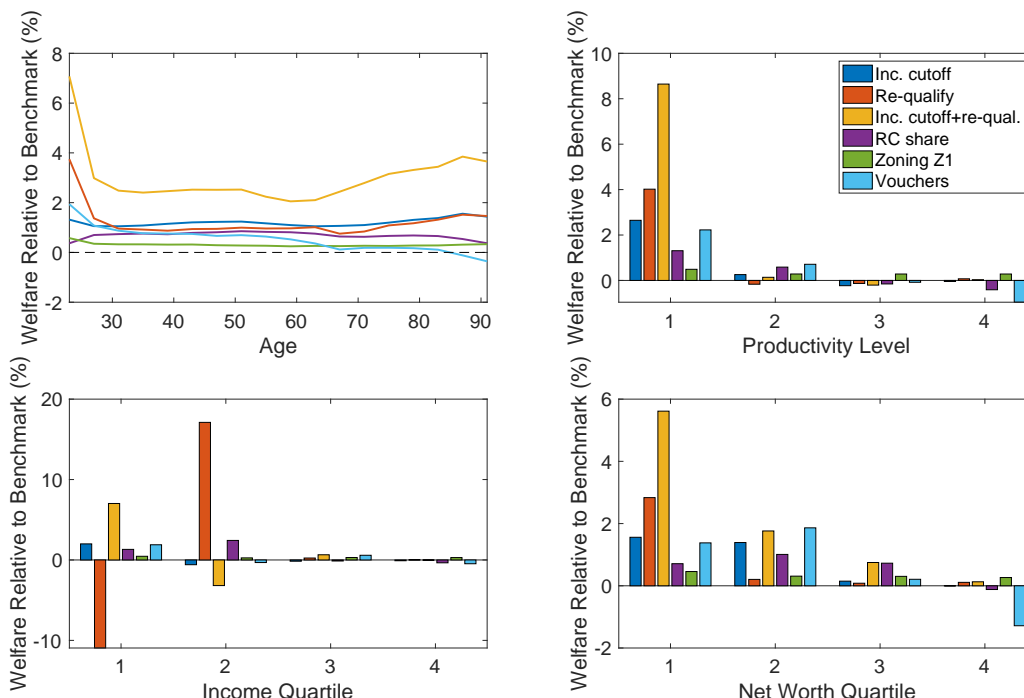 Welfare Relative to Benchmark (%)
8
6
4
2
0
-2
30 40 50 60 70 80 90
Age
Welfare Relative to Benchmark (%)
10
8
6
4
2
0
Inc. cutoff
Re-qualify
Inc. cutoff+re-qual.
RC share
Zoning Z1
Vouchers
1 2 3 4
Productivity Level
Welfare Relative to Benchmark (%)
20
10
0
-10
1 2 3 4
Income Quartile
Welfare Relative to Benchmark (%)
6
4
2
0
-2
1 2 3 4
Net Worth Quartile